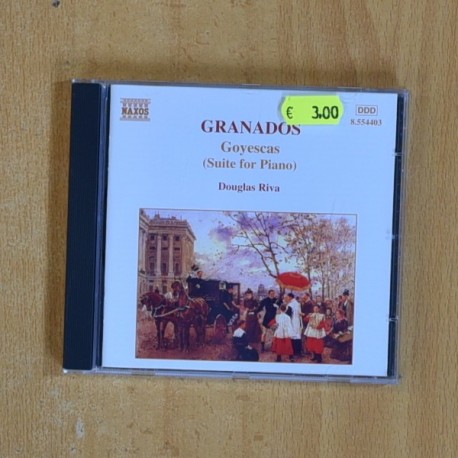 NAXOS
€ 3.00
DDD
8.554403
GRANADOS
Goyescas
(Suite for Piano)
Douglas Riva